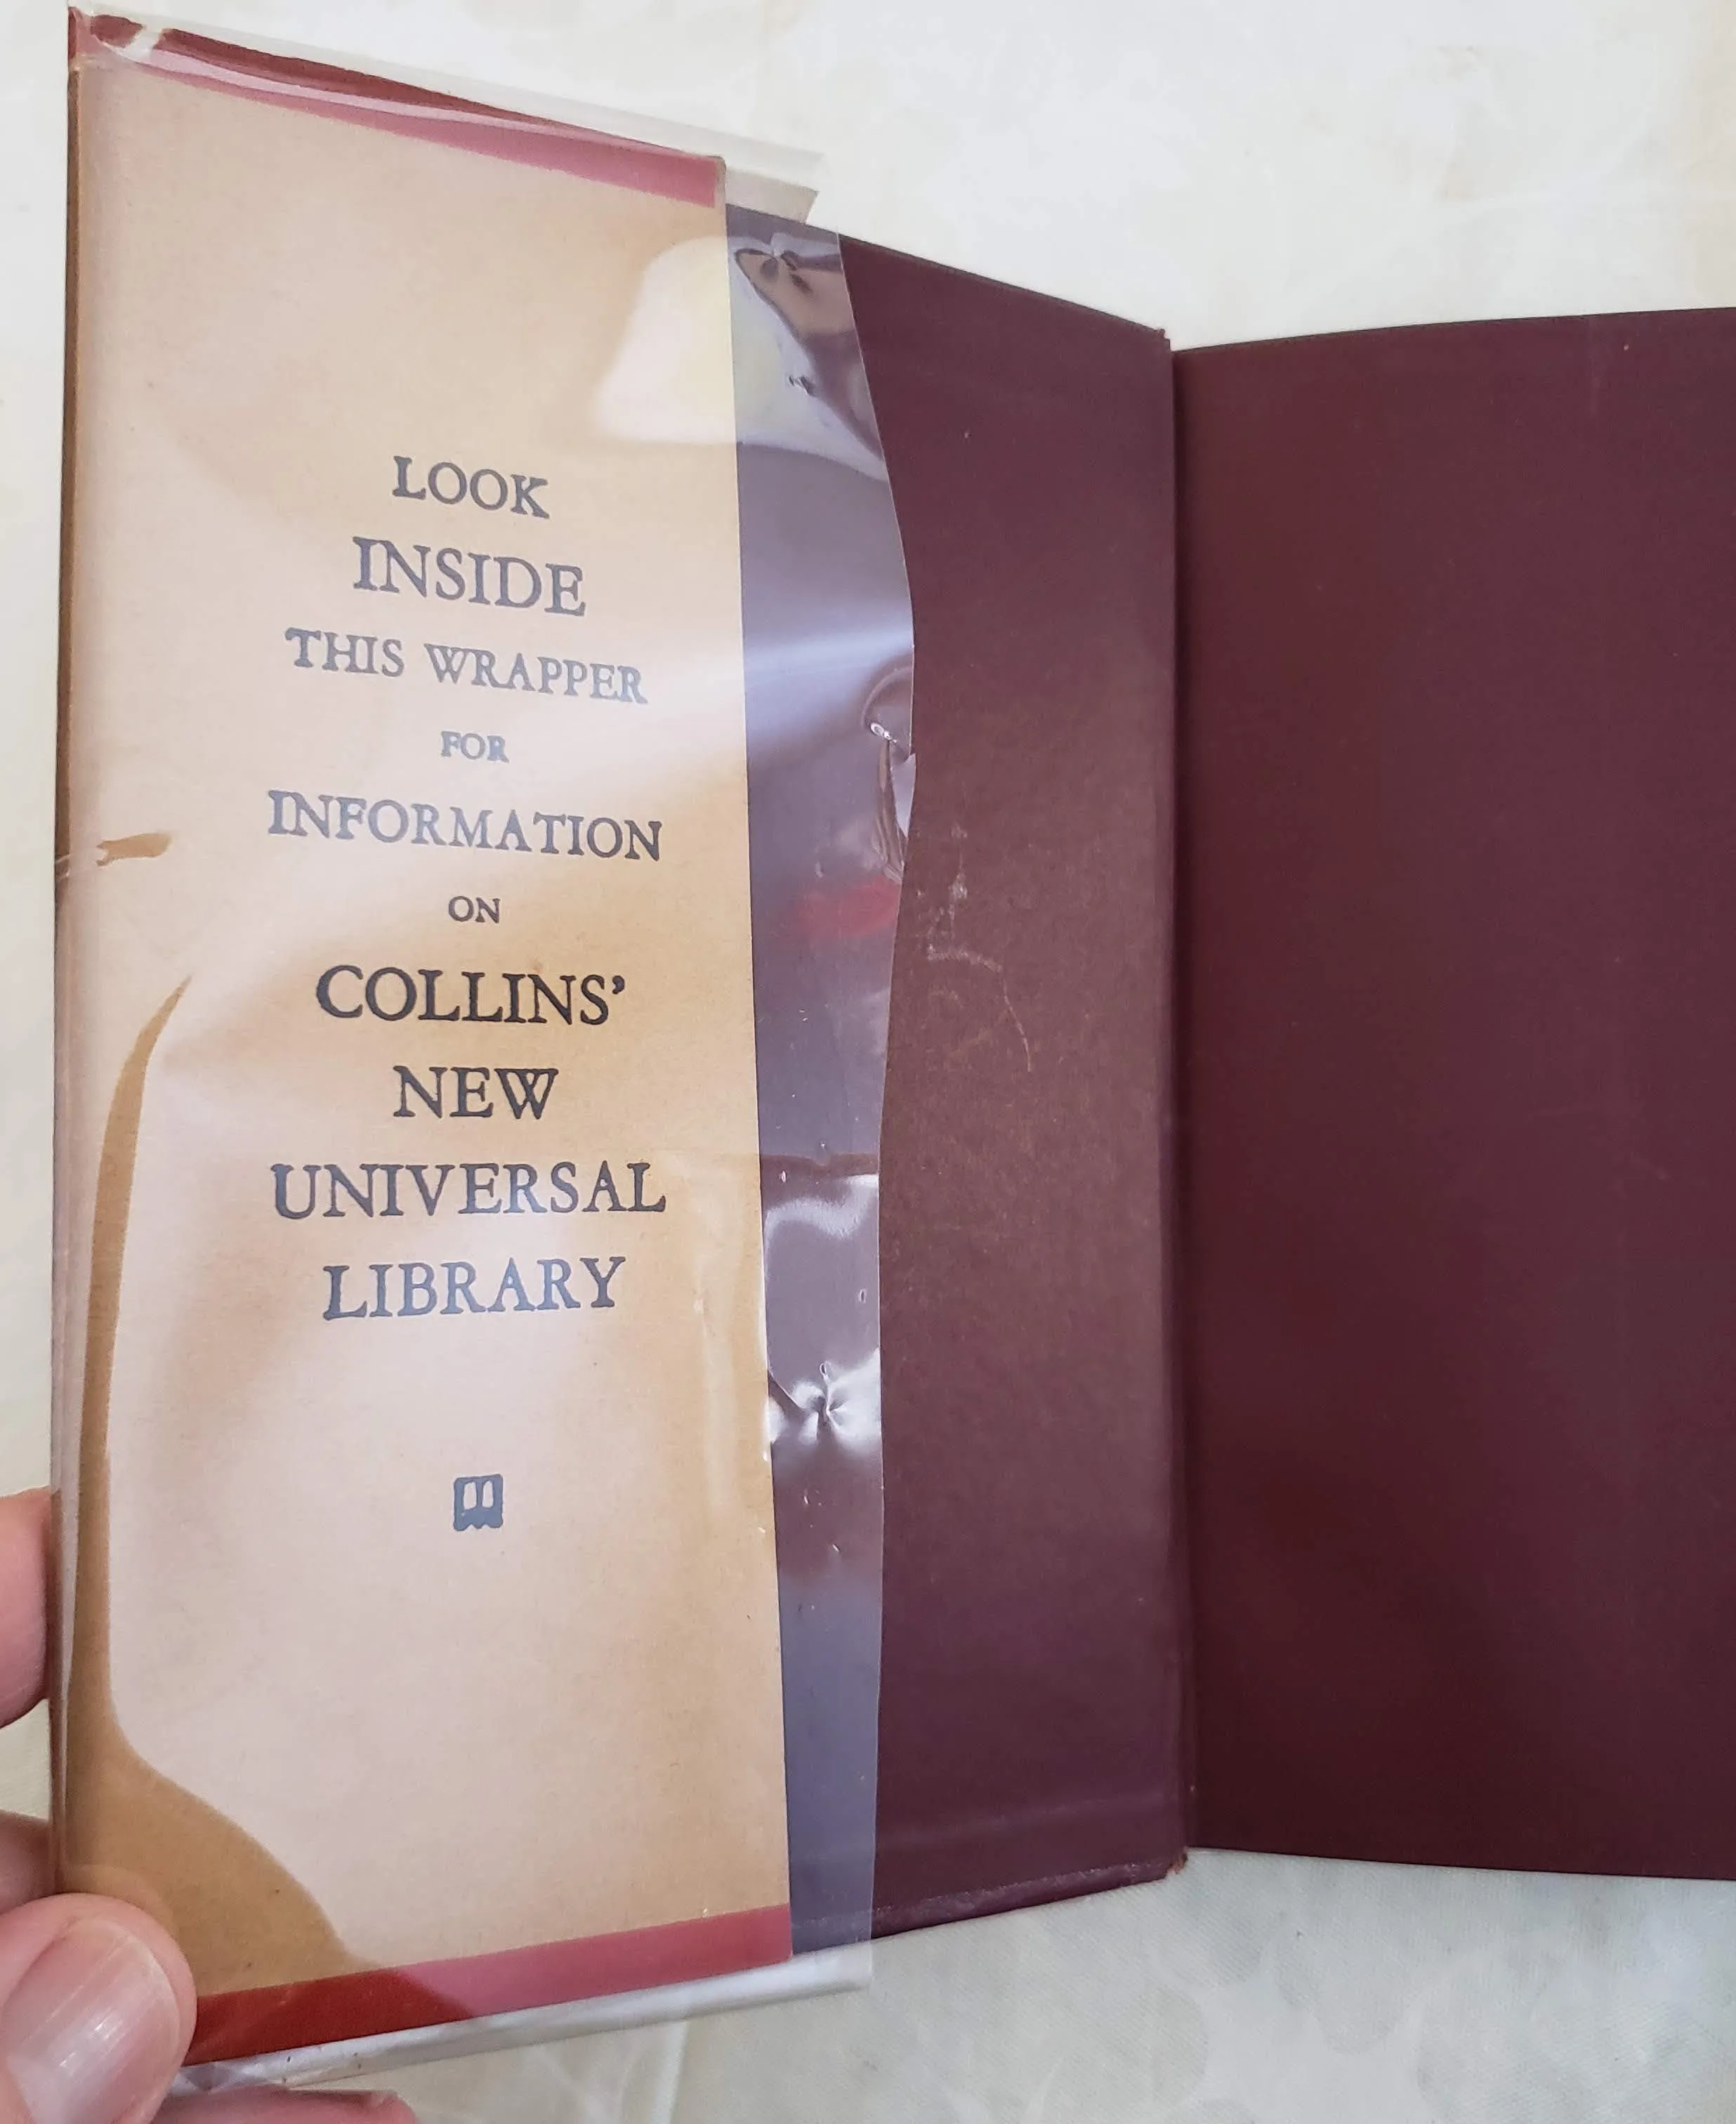 LOOK
INSIDE
THIS WRAPPER
FOR
INFORMATION
ON
COLLINS’
NEW
UNIVERSAL
LIBRARY